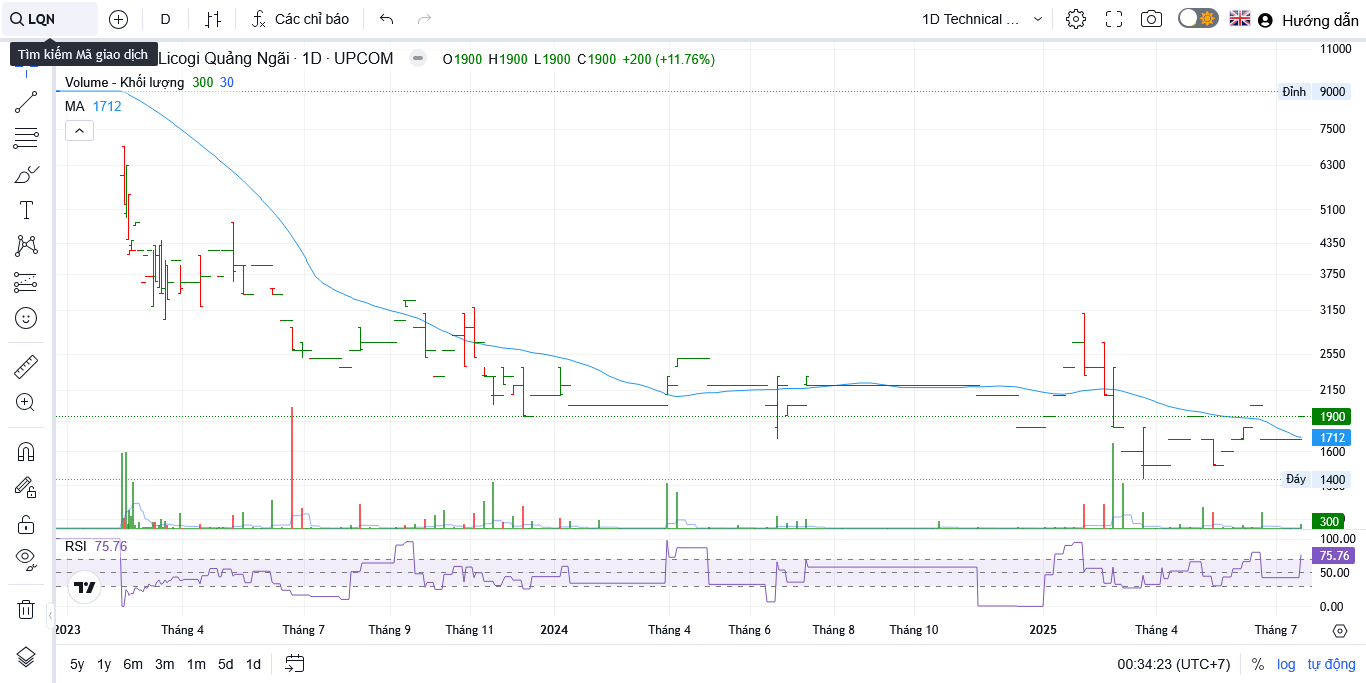 LQN
D
Các chỉ báo
1D Technical ...
Hướng dẫn
Tìm kiếm Mã giao dịch
Licogi Quảng Ngãi · 1D · UPCOM
O1900 H1900 L1900 C1900 +200 (+11.76%)
Volume - Khối lượng 300 30
MA 1712
11000
Đỉnh 9000
7500
6300
5100
4350
3750
3150
2550
2150
1900
1712
1600
Đáy 1400
300
RSI 75.76
100.00
75.76
50.00
0.00
2023 Tháng 4 Tháng 7 Tháng 9 Tháng 11 2024 Tháng 4 Tháng 6 Tháng 8 Tháng 10 2025 Tháng 4 Tháng 7
5y 1y 6m 3m 1m 5d 1d
00:34:23 (UTC+7) % log tự động